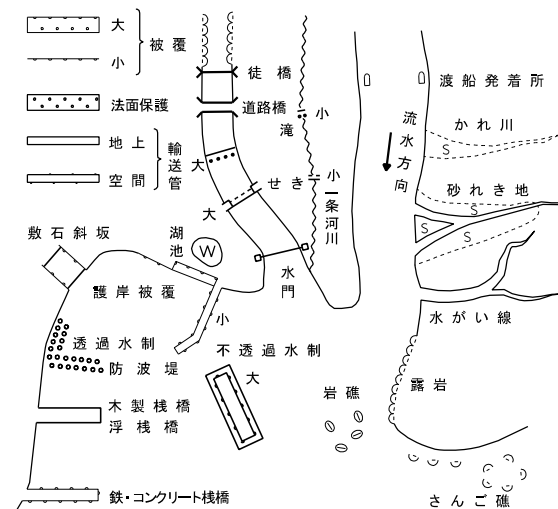 大
被覆
小
法面保護
地上
輸送管
空間
徒橋
道路橋
小
滝
大
せき
小
大
一条河川
水門
渡船発着所
流水方向
かれ川
S
砂れき地
S
S
S
水がい線
敷石斜坂
湖池
W
護岸被覆
小
透過水制
防波堤
不透過水制
大
木製桟橋
浮桟橋
鉄・コンクリート桟橋
岩礁
露岩
さんご礁